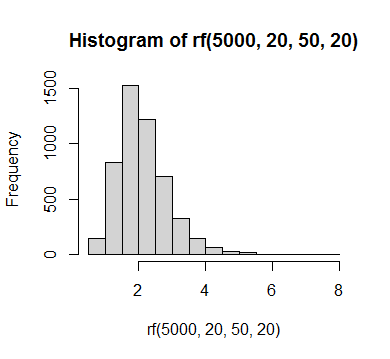 Histogram of rf(5000, 20, 50, 20)
Frequency
1500
1000
500
0
2 4 6 8
rf(5000, 20, 50, 20)